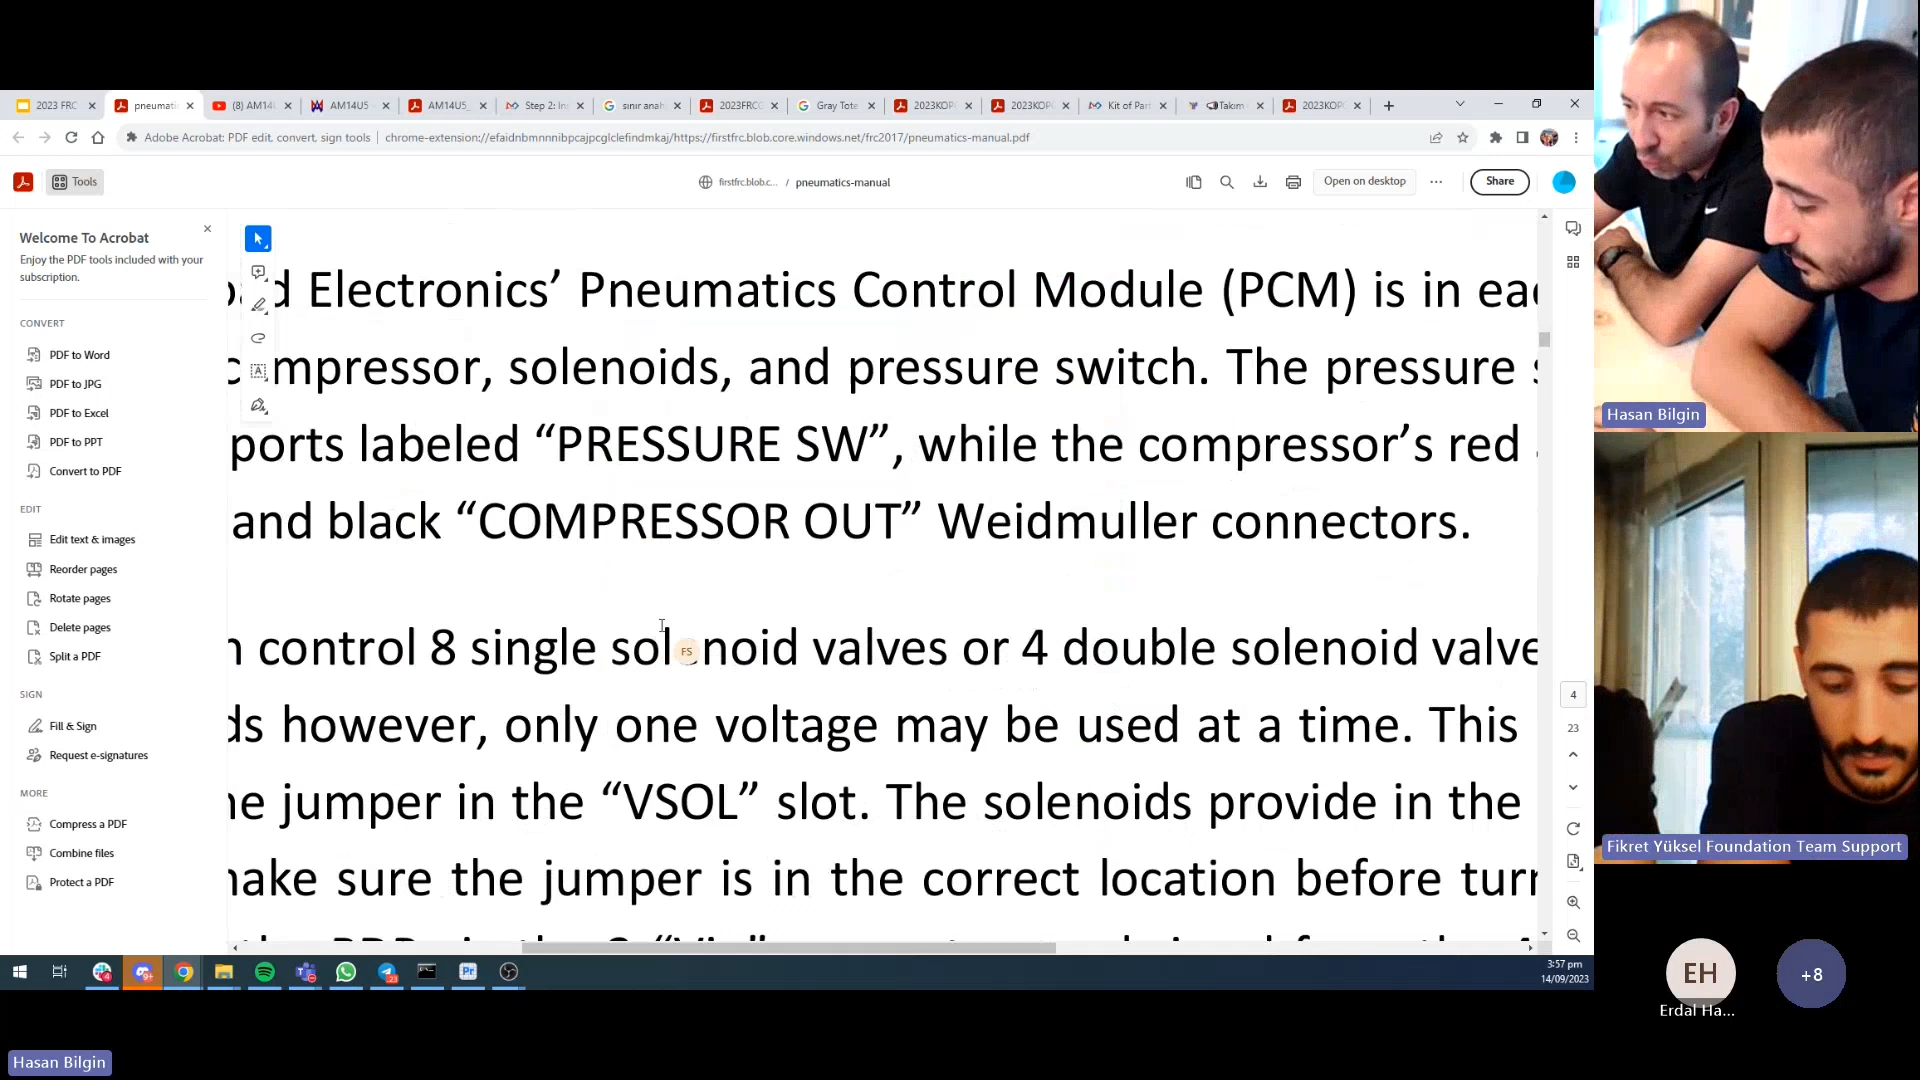 2023 FRC
pneumati
(8) AM14U
AM14U5
AM14U5_
Step 2: In
sınır anah
2023FRCC
Gray Tote
2023KOP
2023KOP
Kit of Par
Takım
2023KOP
Adobe Acrobat: PDF edit, convert, sign tools
chrome-extension://efaidnbmnnnibpcajpcglclefindmkaj/https://firstfrc.blob.core.windows.net/frc2017/pneumatics-manual.pdf
Tools
firstfrc.blob.c... / pneumatics-manual
Open on desktop
Share
Welcome To Acrobat
Enjoy the PDF tools included with your
subscription.
CONVERT
PDF to Word
PDF to JPG
PDF to Excel
PDF to PPT
Convert to PDF
EDIT
Edit text & images
Reorder pages
Rotate pages
Delete pages
Split a PDF
SIGN
Fill & Sign
Request e-signatures
MORE
Compress a PDF
Combine files
Protect a PDF
d Electronics’ Pneumatics Control Module (PCM) is in eac
mpressor, solenoids, and pressure switch. The pressure s
ports labeled “PRESSURE SW”, while the compressor’s red
and black “COMPRESSOR OUT” Weidmuller connectors.
n control 8 single solenoid valves or 4 double solenoid valve
ds however, only one voltage may be used at a time. This
he jumper in the “VSOL” slot. The solenoids provide in the
make sure the jumper is in the correct location before turn
FS
4
23
3:57 pm
14/09/2023
Hasan Bilgin
Fikret Yüksel Foundation Team Support
EH
Erdal Ha...
+8
Hasan Bilgin